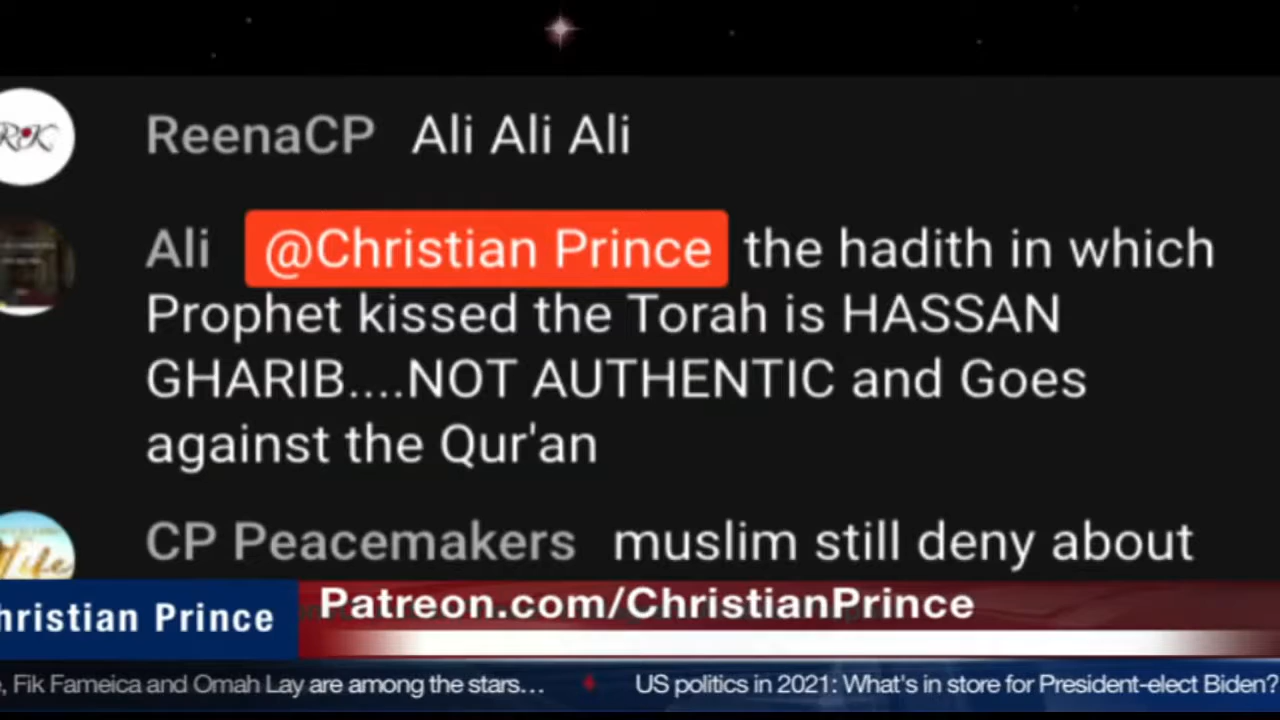 ReenaCP Ali Ali Ali
Ali @Christian Prince the hadith in which
Prophet kissed the Torah is HASSAN
GHARIB....NOT AUTHENTIC and Goes
against the Qur'an
CP Peacemakers muslim still deny about
hristian Prince Patreon.com/ChristianPrince
, Fik Fameica and Omah Lay are among the stars... US politics in 2021: What's in store for President-elect Biden?